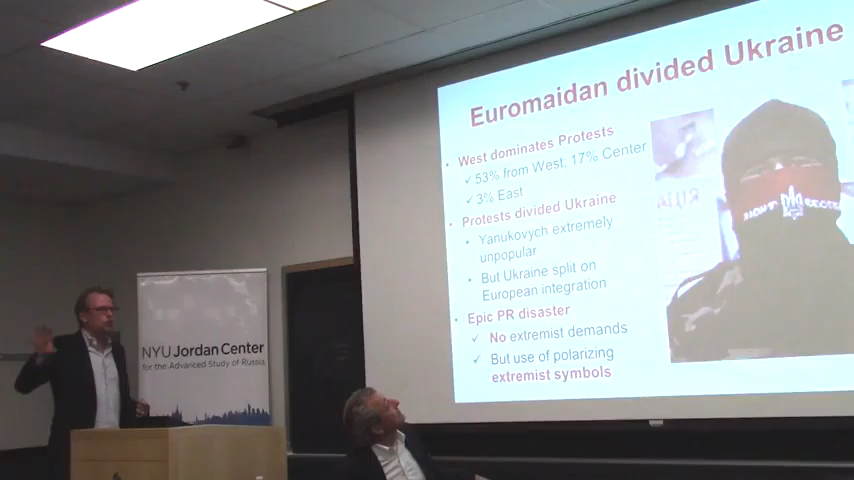 Euromaidan divided Ukraine
West dominates Protests
53% from West, 17% Center
3% East
Protests divided Ukraine
Yanukovych extremely
unpopular
But Ukraine split on
European integration
Epic PR disaster
No extremist demands
But use of polarizing
extremist symbols
NYU Jordan Center
for the Advanced Study of Russia